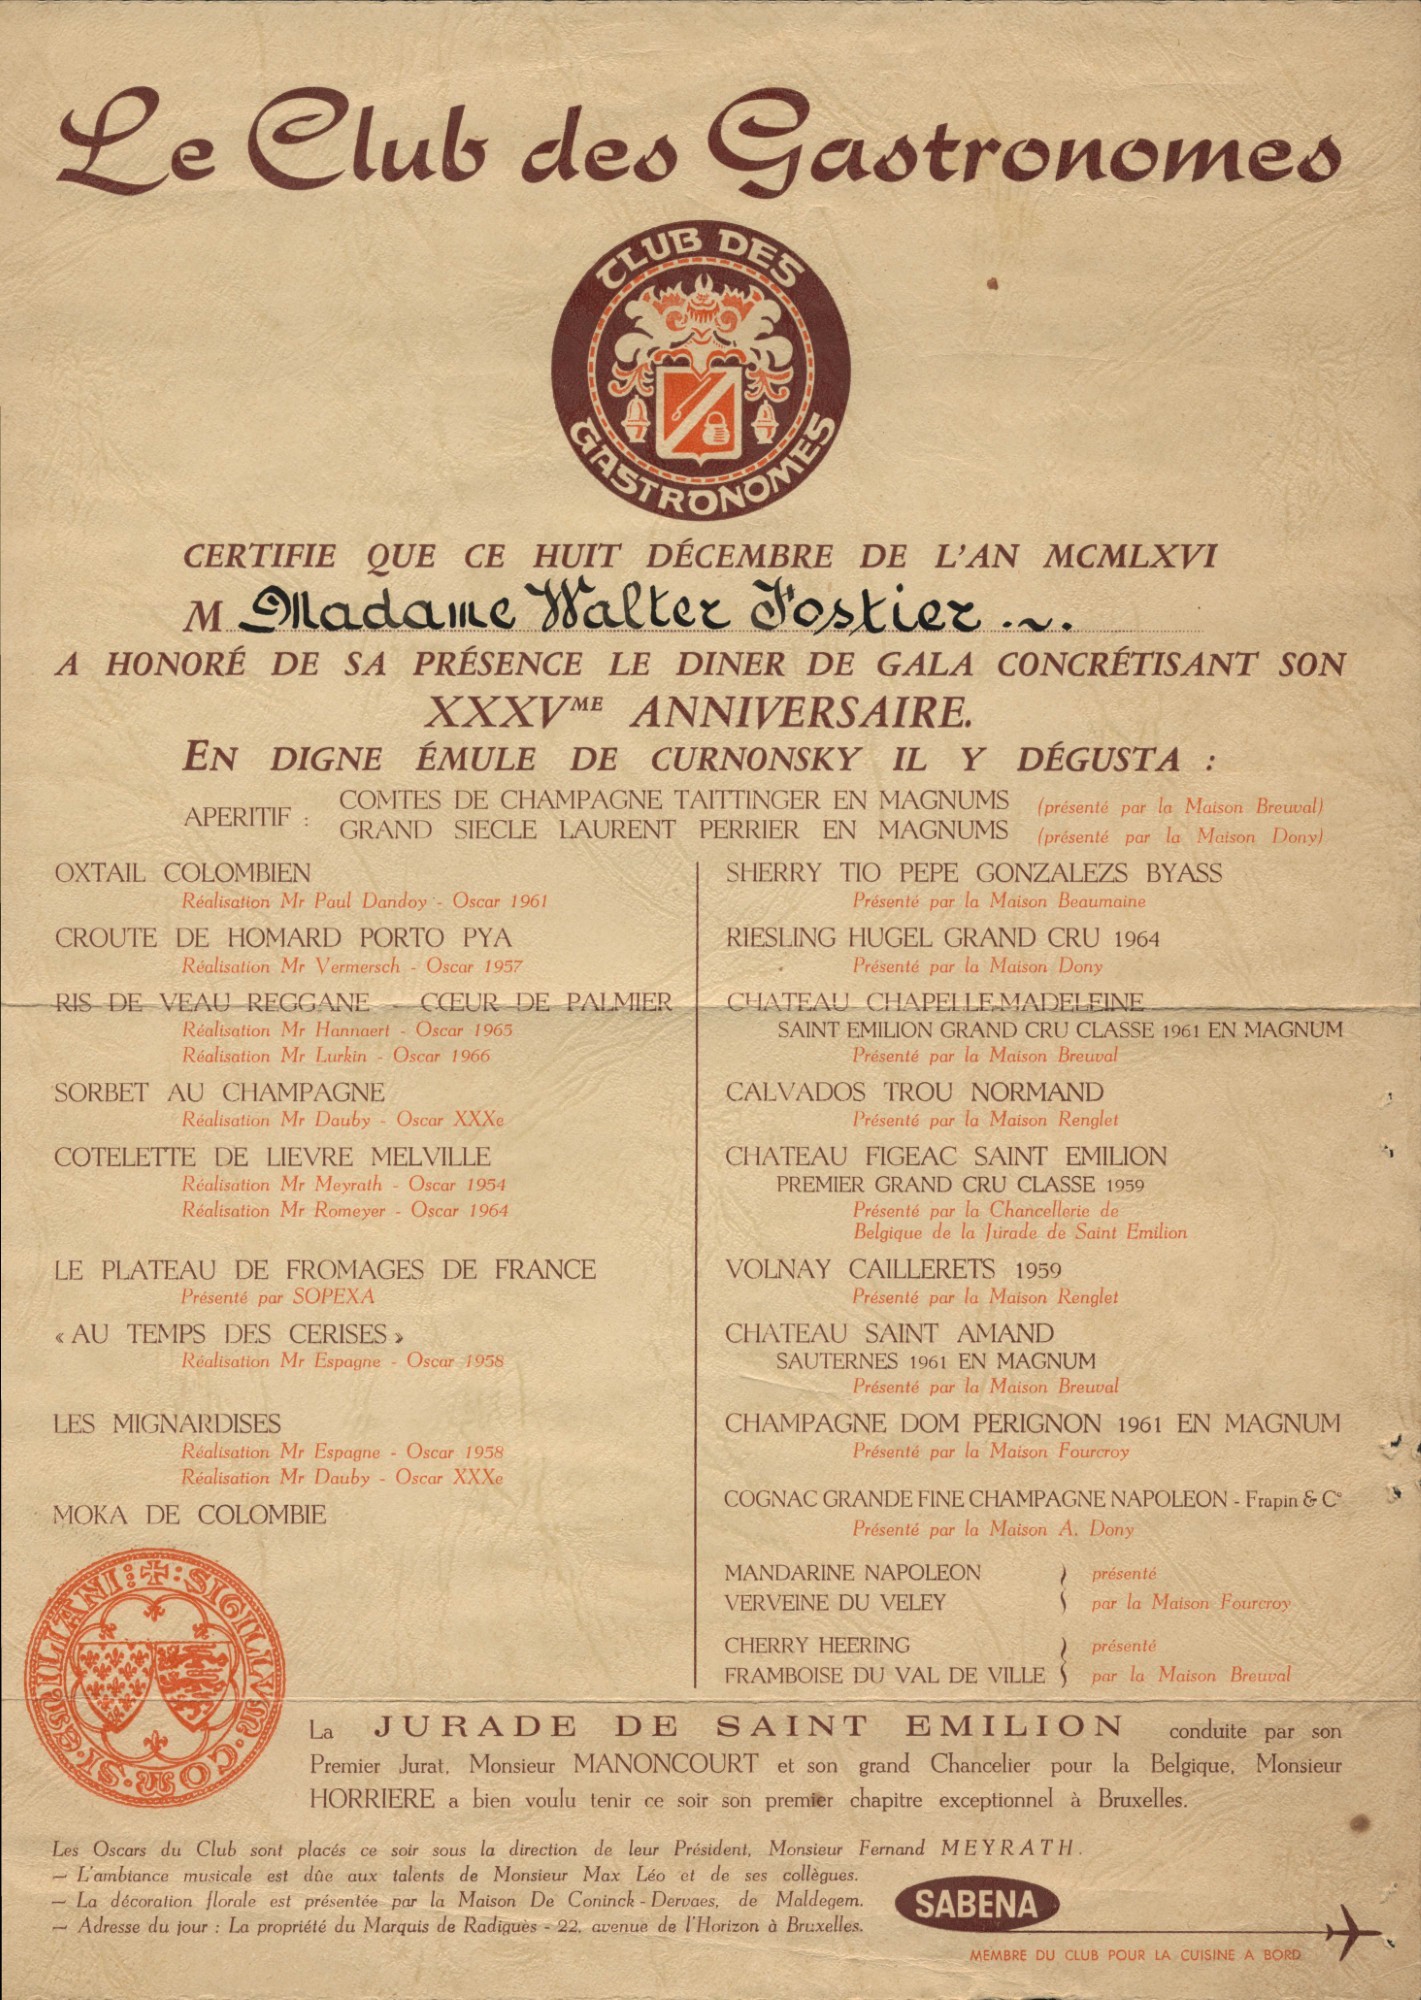 Le Club des Gastronomes
CLUB DES
GASTRONOMES
CERTIFIE QUE CE HUIT DÉCEMBRE DE L'AN MCMLXVI
M Madame Walter Fostier .~.
A HONORÉ DE SA PRÉSENCE LE DINER DE GALA CONCRÉTISANT SON
XXXVME ANNIVERSAIRE.
EN DIGNE ÉMULE DE CURNONSKY IL Y DÉGUSTA :
APERITIF :
COMTES DE CHAMPAGNE TAITTINGER EN MAGNUMS (présenté par la Maison Breuval)
GRAND SIECLE LAURENT PERRIER EN MAGNUMS (présenté par la Maison Dony)
OXTAIL COLOMBIEN
Réalisation Mr Paul Dandoy - Oscar 1961
CROUTE DE HOMARD PORTO PYA
Réalisation Mr Vermersch - Oscar 1957
RIS DE VEAU REGGANE - CŒUR DE PALMIER
Réalisation Mr Hannaert - Oscar 1965
Réalisation Mr Lurkin - Oscar 1966
SORBET AU CHAMPAGNE
Réalisation Mr Dauby - Oscar XXXe
COTELETTE DE LIEVRE MELVILLE
Réalisation Mr Meyrath - Oscar 1954
Réalisation Mr Romeyer - Oscar 1964
LE PLATEAU DE FROMAGES DE FRANCE
Présenté par SOPEXA
« AU TEMPS DES CERISES »
Réalisation Mr Espagne - Oscar 1958
LES MIGNARDISES
Réalisation Mr Espagne - Oscar 1958
Réalisation Mr Dauby - Oscar XXXe
MOKA DE COLOMBIE
SHERRY TIO PEPE GONZALEZS BYASS
Présenté par la Maison Beaumaine
RIESLING HUGEL GRAND CRU 1964
Présenté par la Maison Dony
CHATEAU CHAPELLE-MADELEINE
SAINT EMILION GRAND CRU CLASSE 1961 EN MAGNUM
Présenté par la Maison Breuval
CALVADOS TROU NORMAND
Présenté par la Maison Renglet
CHATEAU FIGEAC SAINT EMILION
PREMIER GRAND CRU CLASSE 1959
Présenté par la Chancellerie de
Belgique de la Jurade de Saint Emilion
VOLNAY CAILLERETS 1959
Présenté par la Maison Renglet
CHATEAU SAINT AMAND
SAUTERNES 1961 EN MAGNUM
Présenté par la Maison Breuval
CHAMPAGNE DOM PERIGNON 1961 EN MAGNUM
Présenté par la Maison Fourcroy
COGNAC GRANDE FINE CHAMPAGNE NAPOLEON - Frapin & C°
Présenté par la Maison A. Dony
MANDARINE NAPOLEON } présenté
VERVEINE DU VELEY } par la Maison Fourcroy
CHERRY HEERING } présenté
FRAMBOISE DU VAL DE VILLE } par la Maison Breuval
SIGILLVM : COM : SI : EMILIANI :
La JURADE DE SAINT EMILION conduite par son
Premier Jurat, Monsieur MANONCOURT et son grand Chancelier pour la Belgique, Monsieur
HORRIERE a bien voulu tenir ce soir son premier chapitre exceptionnel à Bruxelles.
Les Oscars du Club sont placés ce soir sous la direction de leur Président, Monsieur Fernand MEYRATH.
— L'ambiance musicale est dûe aux talents de Monsieur Max Léo et de ses collègues.
— La décoration florale est présentée par la Maison De Coninck - Dervaes, de Maldegem.
— Adresse du jour : La propriété du Marquis de Radiguès - 22, avenue de l'Horizon à Bruxelles.
SABENA
MEMBRE DU CLUB POUR LA CUISINE A BORD